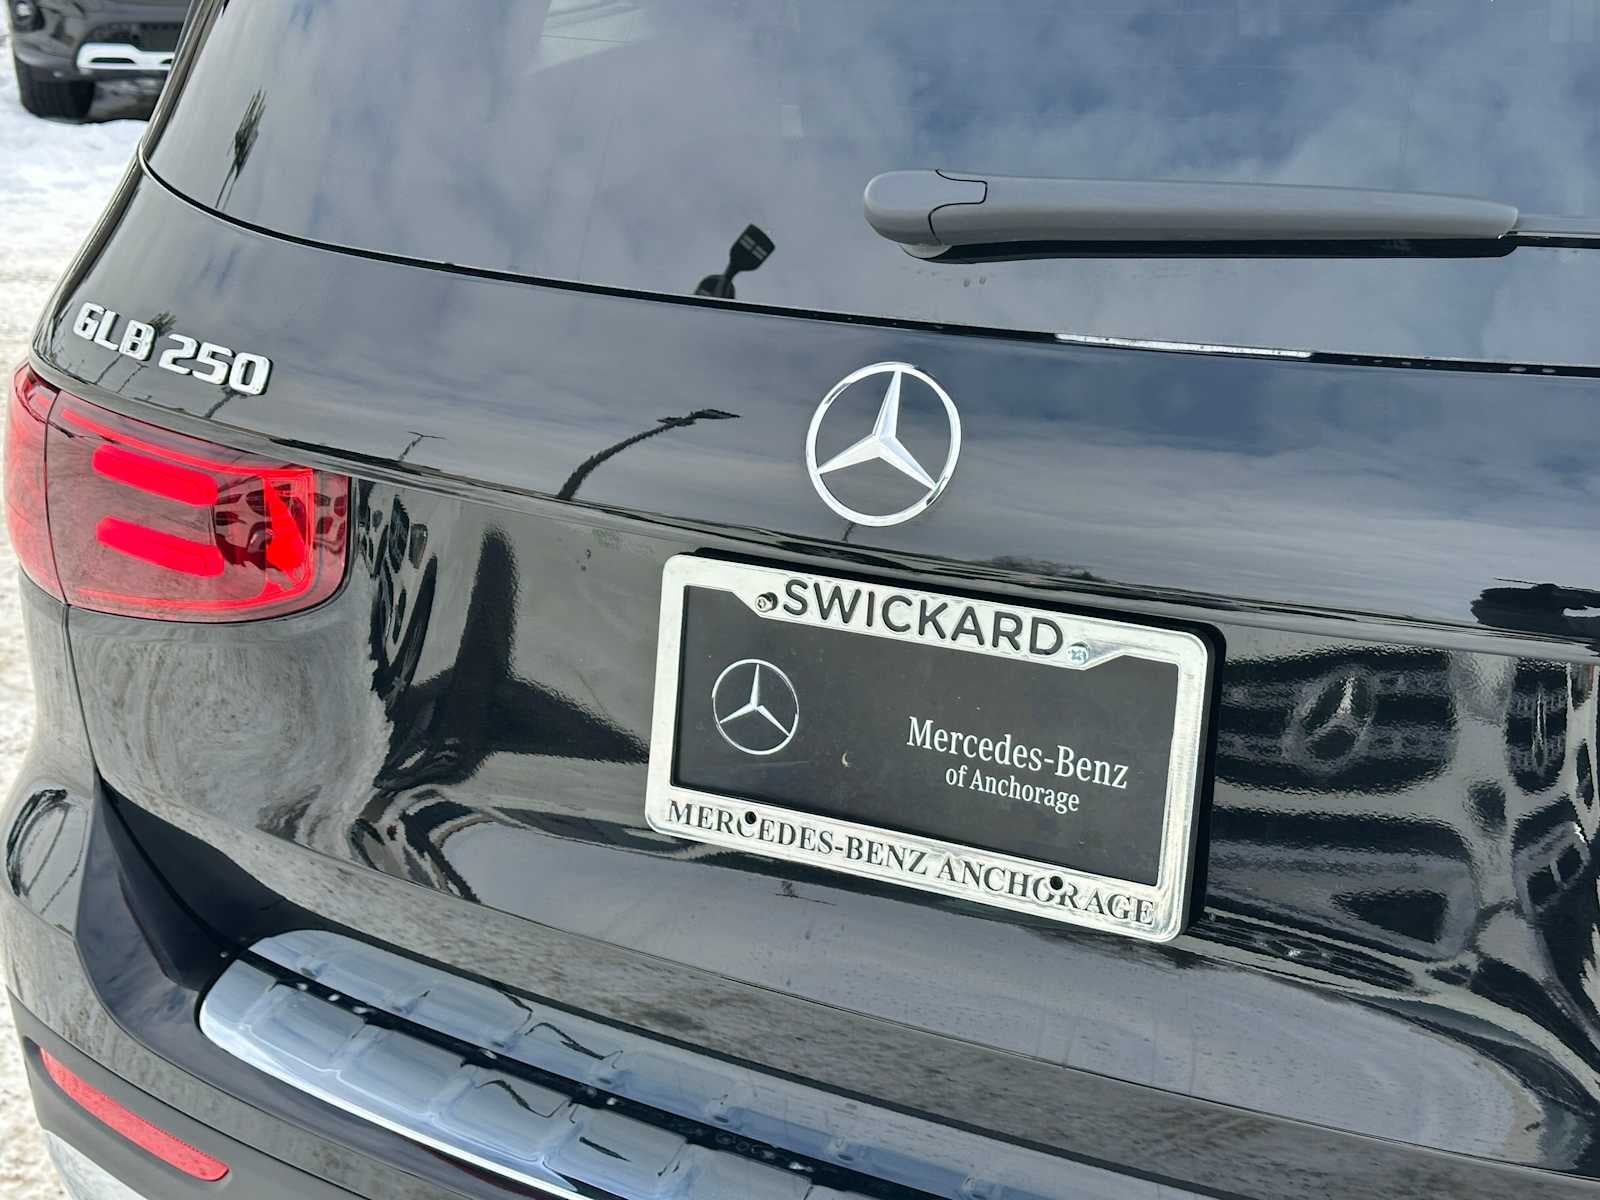 GLB 250
SWICKARD
Mercedes-Benz
of Anchorage
MERCEDES-BENZ ANCHORAGE